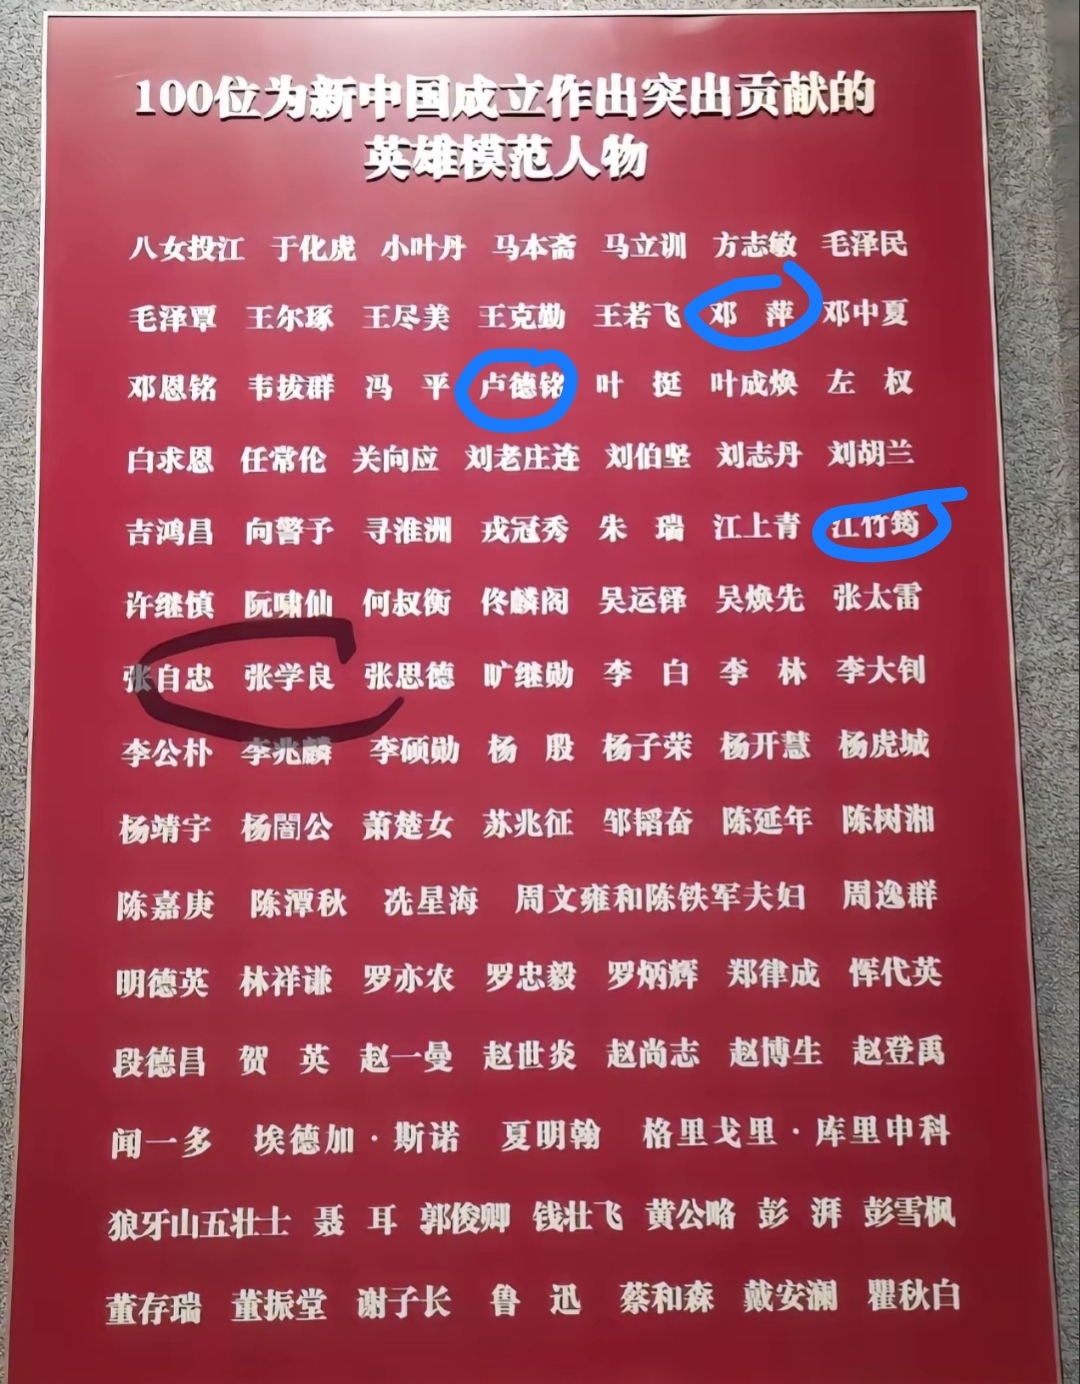 100位为新中国成立作出突出贡献的
英雄模范人物
八女投江 于化虎 小叶丹 马本斋 马立训 方志敏 毛泽民
毛泽覃 王尔琢 王尽美 王克勤 王若飞 邓 萍 邓中夏
邓恩铭 韦拔群 冯 平 卢德铭 叶 挺 叶成焕 左 权
白求恩 任常伦 关向应 刘老庄连 刘伯坚 刘志丹 刘胡兰
吉鸿昌 向警予 寻淮洲 戎冠秀 朱 瑞 江上青 江竹筠
许继慎 阮啸仙 何叔衡 佟麟阁 吴运铎 吴焕先 张太雷
张自忠 张学良 张思德 旷继勋 李 白 李 林 李大钊
李公朴 李兆麟 李硕勋 杨 殷 杨子荣 杨开慧 杨虎城
杨靖宇 杨闇公 萧楚女 苏兆征 邹韬奋 陈延年 陈树湘
陈嘉庚 陈潭秋 冼星海 周文雍和陈铁军夫妇 周逸群
明德英 林祥谦 罗亦农 罗忠毅 罗炳辉 郑律成 恽代英
段德昌 贺 英 赵一曼 赵世炎 赵尚志 赵博生 赵登禹
闻一多 埃德加·斯诺 夏明翰 格里戈里·库里申科
狼牙山五壮士 聂 耳 郭俊卿 钱壮飞 黄公略 彭 湃 彭雪枫
董存瑞 董振堂 谢子长 鲁 迅 蔡和森 戴安澜 瞿秋白